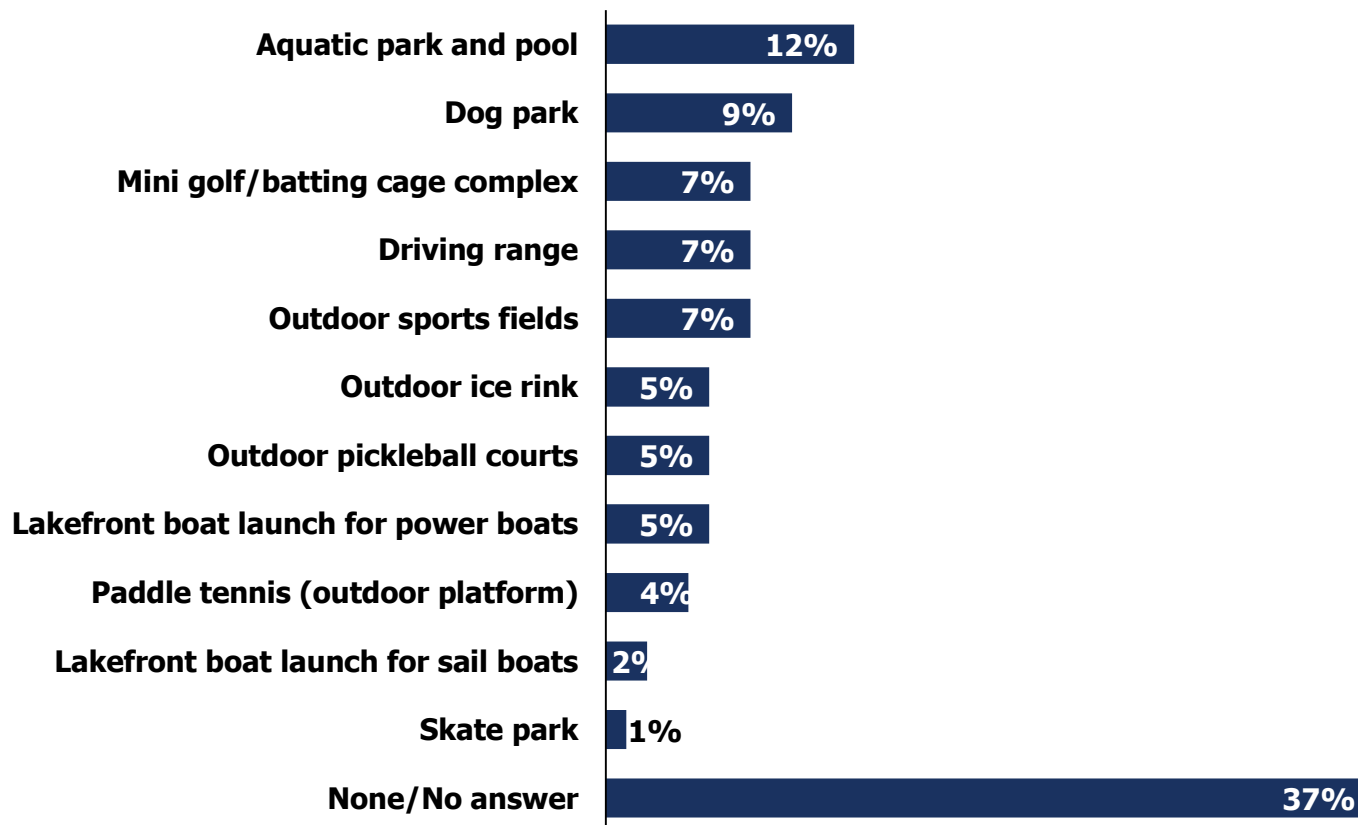 Aquatic park and pool 12%
Dog park 9%
Mini golf/batting cage complex 7%
Driving range 7%
Outdoor sports fields 7%
Outdoor ice rink 5%
Outdoor pickleball courts 5%
Lakefront boat launch for power boats 5%
Paddle tennis (outdoor platform) 4%
Lakefront boat launch for sail boats 2%
Skate park 1%
None/No answer 37%